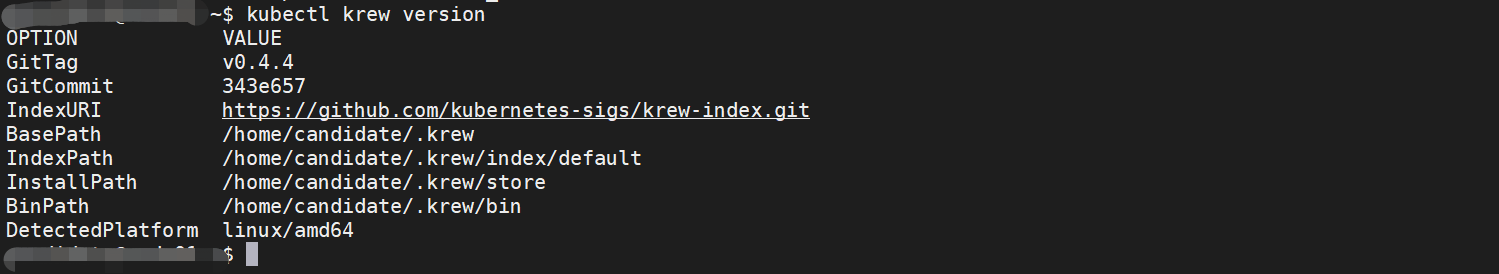 ~$ kubectl krew version
OPTION            VALUE
GitTag            v0.4.4
GitCommit         343e657
IndexURI          https://github.com/kubernetes-sigs/krew-index.git
BasePath          /home/candidate/.krew
IndexPath         /home/candidate/.krew/index/default
InstallPath       /home/candidate/.krew/store
BinPath           /home/candidate/.krew/bin
DetectedPlatform  linux/amd64
$